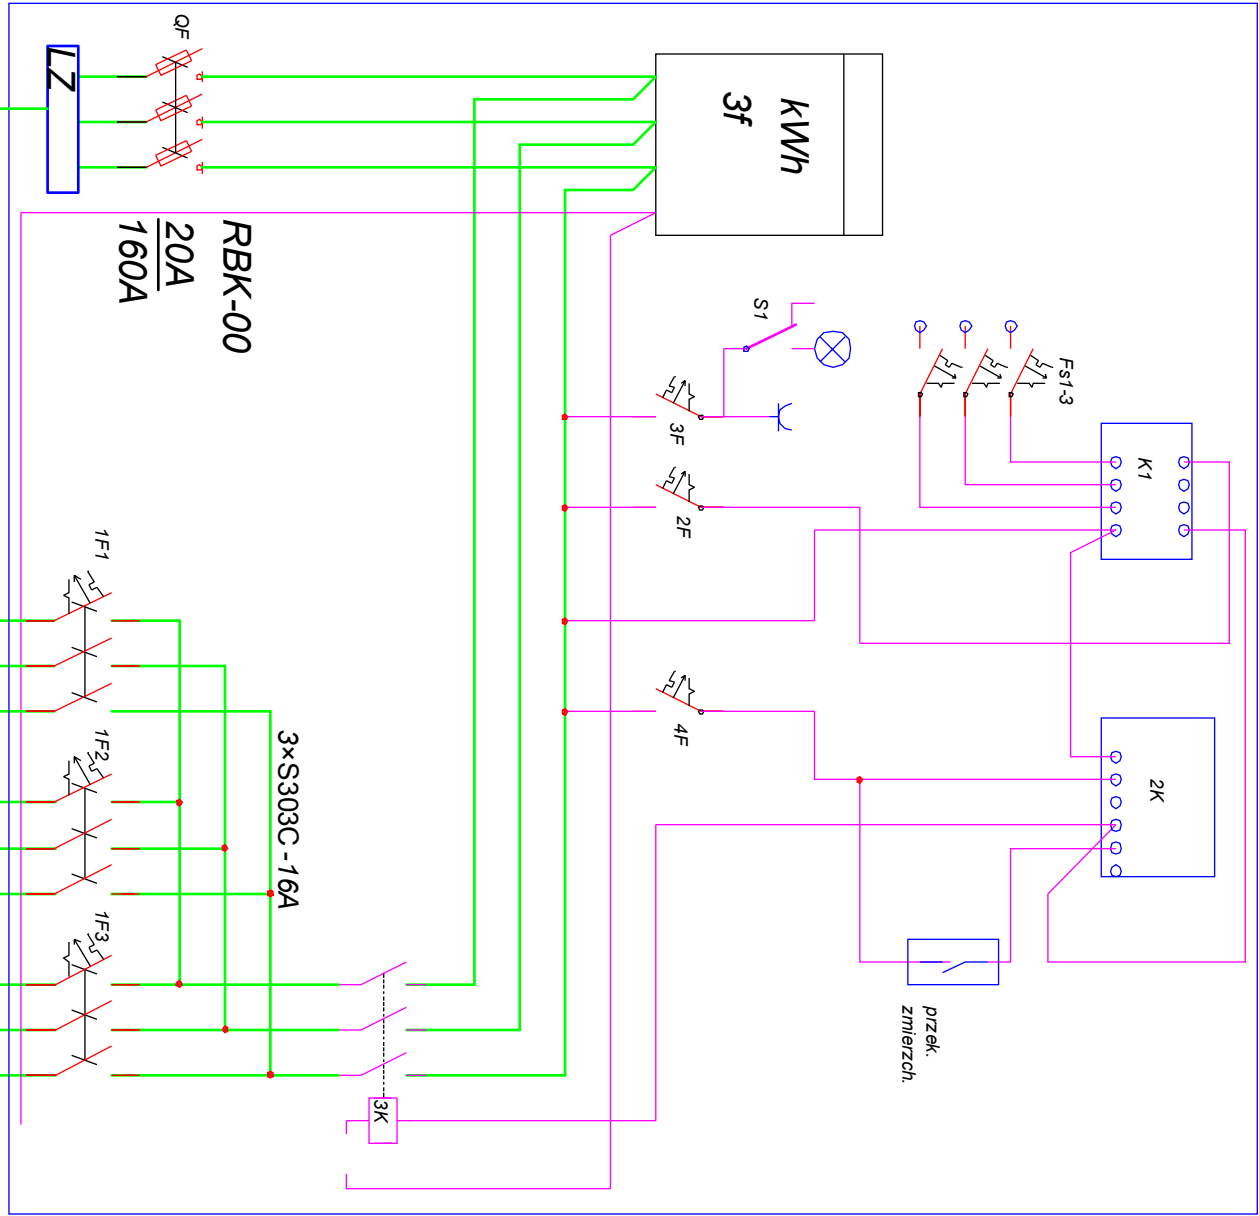 QF
LZ
kWh
3f
RBK-00
20A
160A
S1
Fs1-3
3F
K1
2F
1F1
4F
1F2
3×S303C-16A
2K
1F3
przek.
zmierzch.
3K